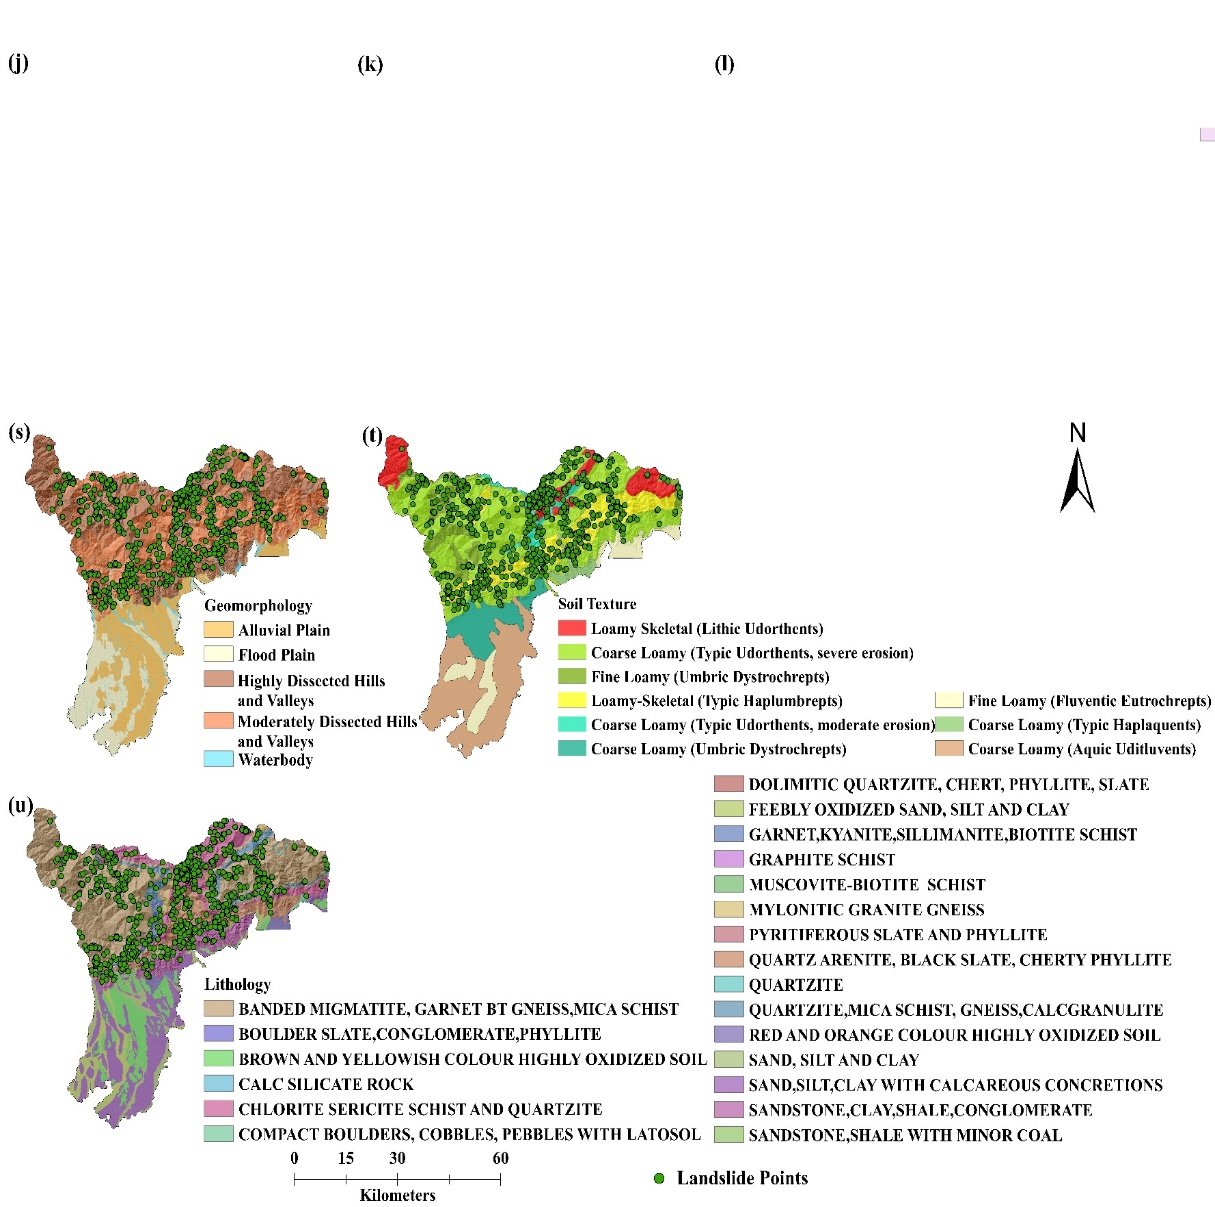 (j)
(k)
(l)
(s)
(t)
N
Geomorphology
Alluvial Plain
Flood Plain
Highly Dissected Hills
and Valleys
Moderately Dissected Hills
and Valleys
Waterbody
Soil Texture
Loamy Skeletal (Lithic Udorthents)
Coarse Loamy (Typic Udorthents, severe erosion)
Fine Loamy (Umbric Dystrochrepts)
Loamy-Skeletal (Typic Haplumbrepts)
Coarse Loamy (Typic Udorthents, moderate erosion)
Coarse Loamy (Umbric Dystrochrepts)
Fine Loamy (Fluventic Eutrochrepts)
Coarse Loamy (Typic Haplaquents)
Coarse Loamy (Aquic Uditluvents)
(u)
Lithology
BANDED MIGMATITE, GARNET BT GNEISS,MICA SCHIST
BOULDER SLATE,CONGLOMERATE,PHYLLITE
BROWN AND YELLOWISH COLOUR HIGHLY OXIDIZED SOIL
CALC SILICATE ROCK
CHLORITE SERICITE SCHIST AND QUARTZITE
COMPACT BOULDERS, COBBLES, PEBBLES WITH LATOSOL
DOLIMITIC QUARTZITE, CHERT, PHYLLITE, SLATE
FEEBLY OXIDIZED SAND, SILT AND CLAY
GARNET,KYANITE,SILLIMANITE,BIOTITE SCHIST
GRAPHITE SCHIST
MUSCOVITE-BIOTITE SCHIST
MYLONITIC GRANITE GNEISS
PYRITIFEROUS SLATE AND PHYLLITE
QUARTZ ARENITE, BLACK SLATE, CHERTY PHYLLITE
QUARTZITE
QUARTZITE,MICA SCHIST, GNEISS,CALCGRANULITE
RED AND ORANGE COLOUR HIGHLY OXIDIZED SOIL
SAND, SILT AND CLAY
SAND,SILT,CLAY WITH CALCAREOUS CONCRETIONS
SANDSTONE,CLAY,SHALE,CONGLOMERATE
SANDSTONE,SHALE WITH MINOR COAL
0 15 30 60
Kilometers
Landslide Points